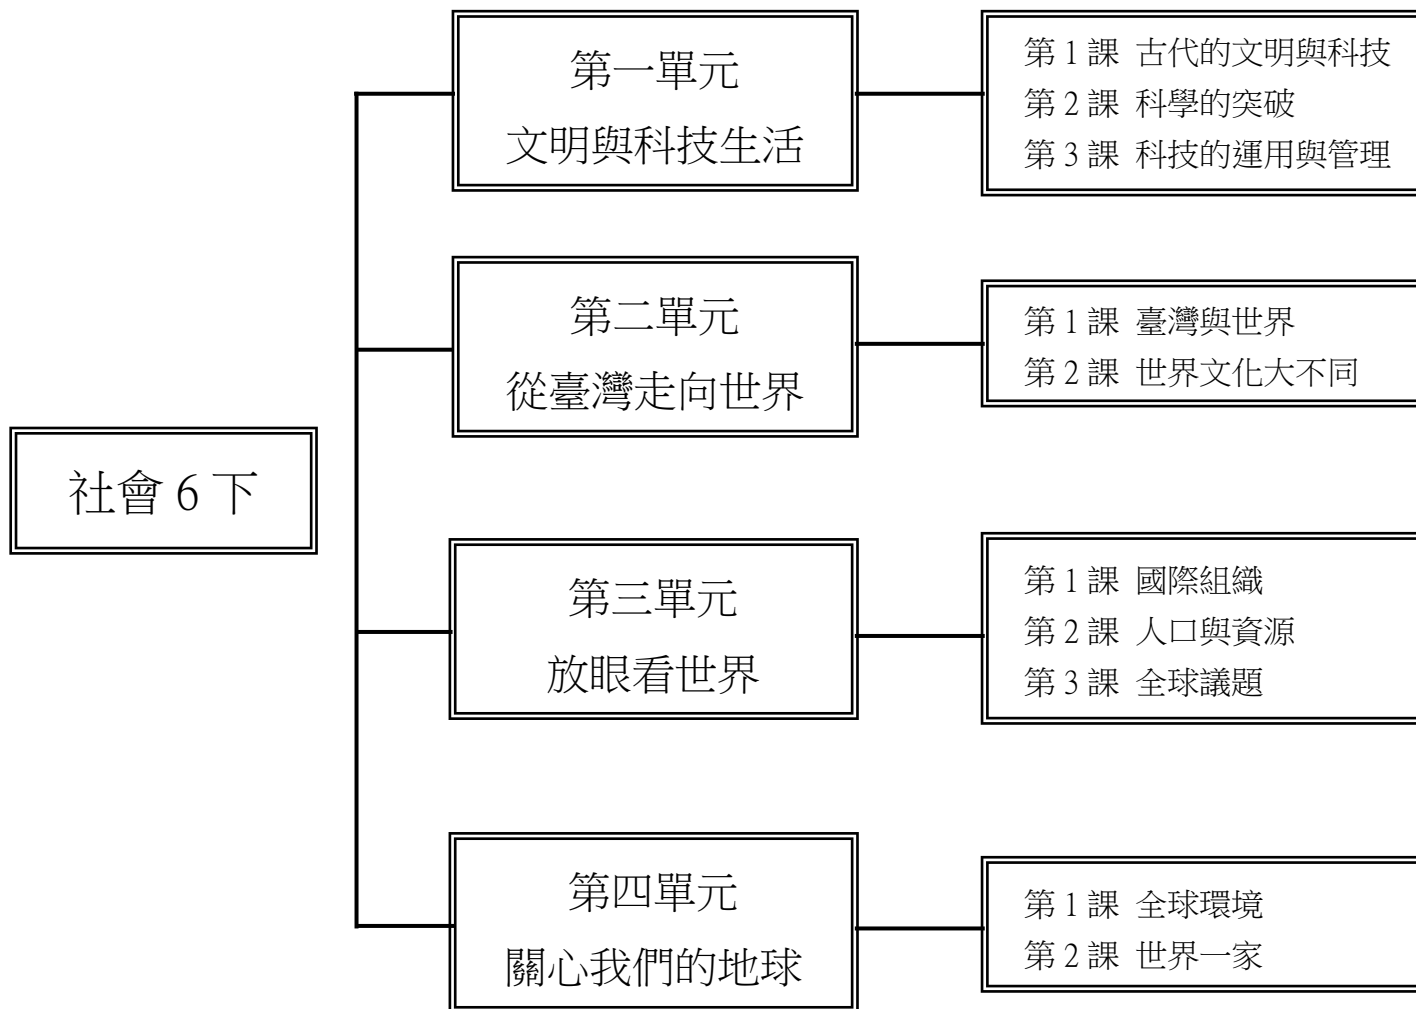 社會 6 下
第一單元
文明與科技生活
第 1 課 古代的文明與科技
第 2 課 科學的突破
第 3 課 科技的運用與管理
第二單元
從臺灣走向世界
第 1 課 臺灣與世界
第 2 課 世界文化大不同
第三單元
放眼看世界
第 1 課 國際組織
第 2 課 人口與資源
第 3 課 全球議題
第四單元
關心我們的地球
第 1 課 全球環境
第 2 課 世界一家